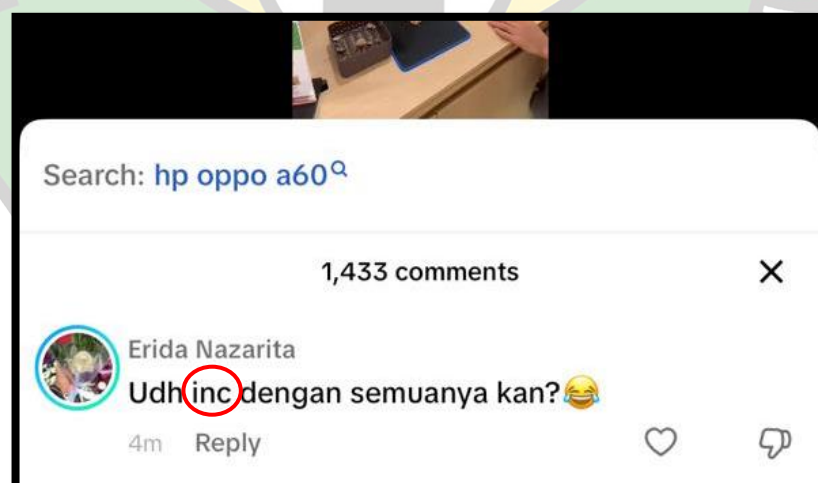 Search: hp oppo a60
1,433 comments
Erida Nazarita
Udh inc dengan semuanya kan?😂
4m Reply